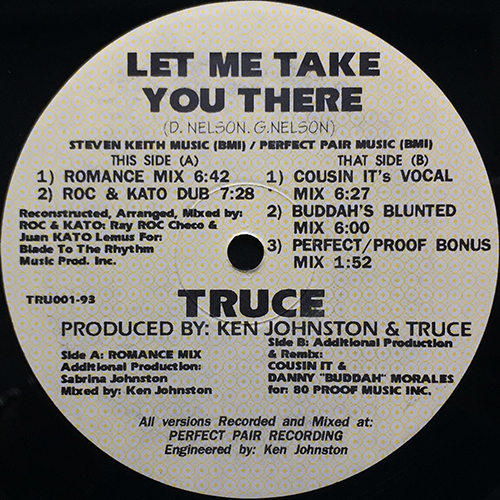 LET ME TAKE
YOU THERE
(D. NELSON. G.NELSON)
STEVEN KEITH MUSIC (BMI) / PERFECT PAIR MUSIC (BMI)
THIS SIDE (A)
1) ROMANCE MIX 6:42
2) ROC & KATO DUB 7:28
Reconstructed, Arranged, Mixed by:
ROC & KATO: Ray ROC Checo &
Juan KATO Lemus For:
Blade To The Rhythm
Music Prod. Inc.
THAT SIDE (B)
1) COUSIN IT's VOCAL
MIX 6:27
2) BUDDAH'S BLUNTED
MIX 6:00
3) PERFECT/PROOF BONUS
MIX 1:52
TRU001-93
TRUCE
PRODUCED BY: KEN JOHNSTON & TRUCE
Side A: ROMANCE MIX
Additional Production:
Sabrina Johnston
Mixed by: Ken Johnston
Side B: Additional Production
& Remix:
COUSIN IT &
DANNY "BUDDAH" MORALES
for: 80 PROOF MUSIC INC.
All versions Recorded and Mixed at:
PERFECT PAIR RECORDING
Engineered by: Ken Johnston